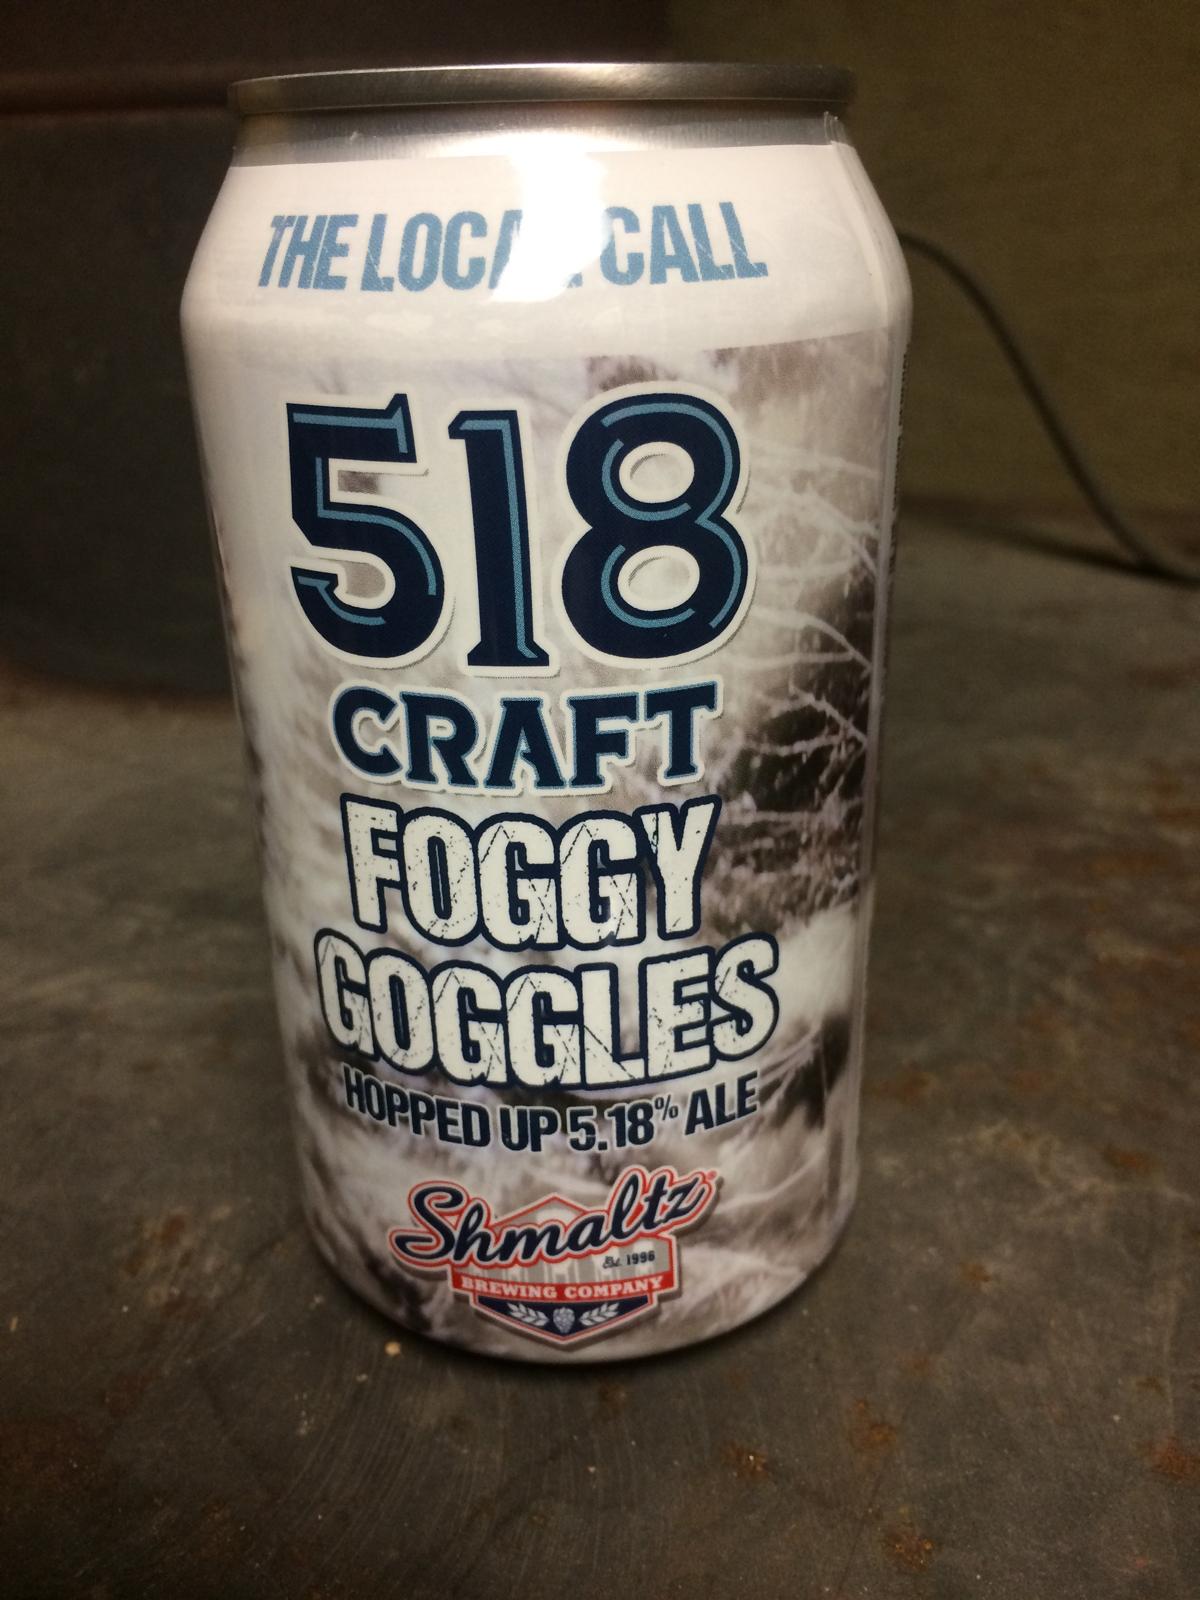 THE LOCAL CALL
518
CRAFT
FOGGY
GOGGLES
HOPPED UP 5.18% ALE
Shmaltz®
Est. 1996
BREWING COMPANY